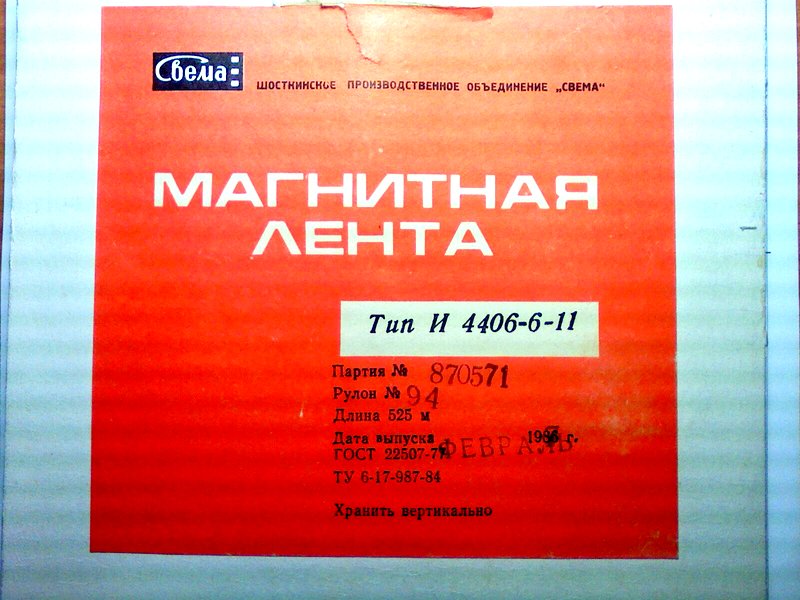 Свема
ШОСТКИНСКОЕ ПРОИЗВОДСТВЕННОЕ ОБЪЕДИНЕНИЕ „СВЕМА“
МАГНИТНАЯ
ЛЕНТА
Тип И 4406-6-11
Партия № 870571
Рулон № 94
Длина 525 м
Дата выпуска ФЕВРАЛЬ 1987 г.
ГОСТ 22507-77
ТУ 6-17-987-84
Хранить вертикально